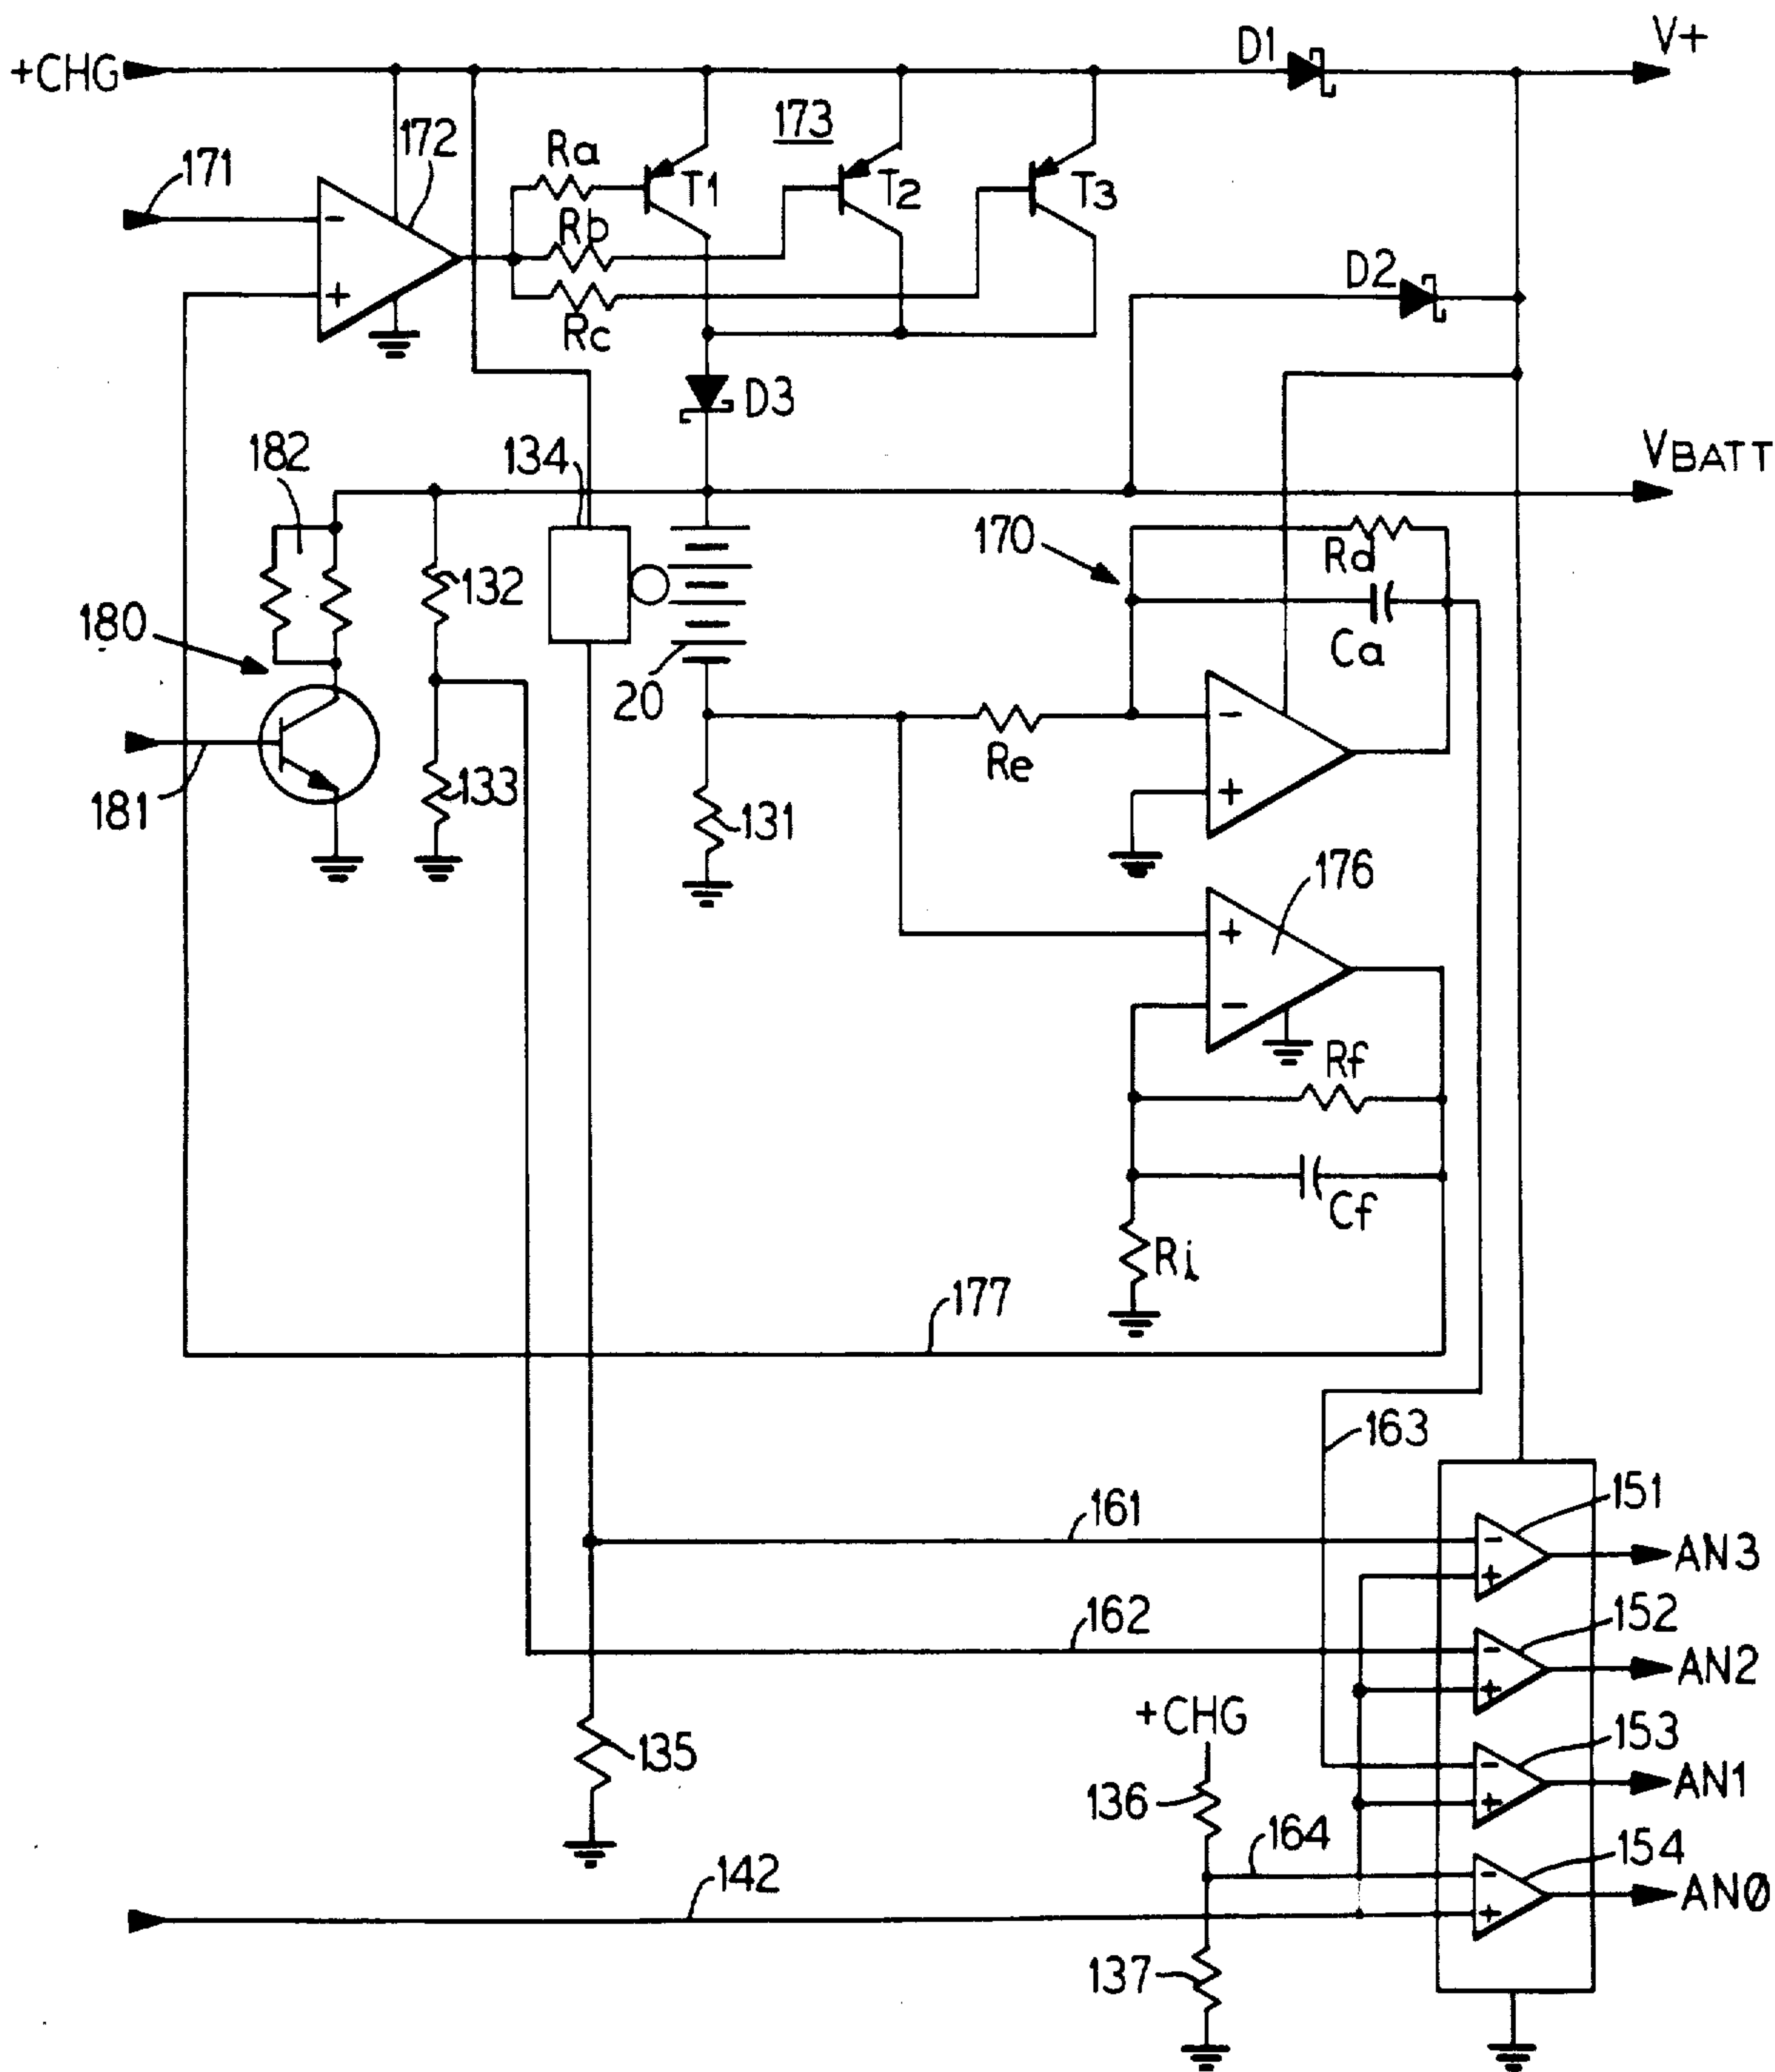 D1
V+
+CHG
173
172
Ra
171
T1
T2
T3
-
Rb
D2
+
Rc
D3
182
134
VBATT
170
Rd
132
180
Ca
20
-
Re
133
131
181
+
176
+
-
Rf
Cf
Ri
177
163
151
161
-
AN3
+
152
162
-
AN2
+
+CHG
153
135
-
AN1
136
+
164
154
-
142
AN0
+
137